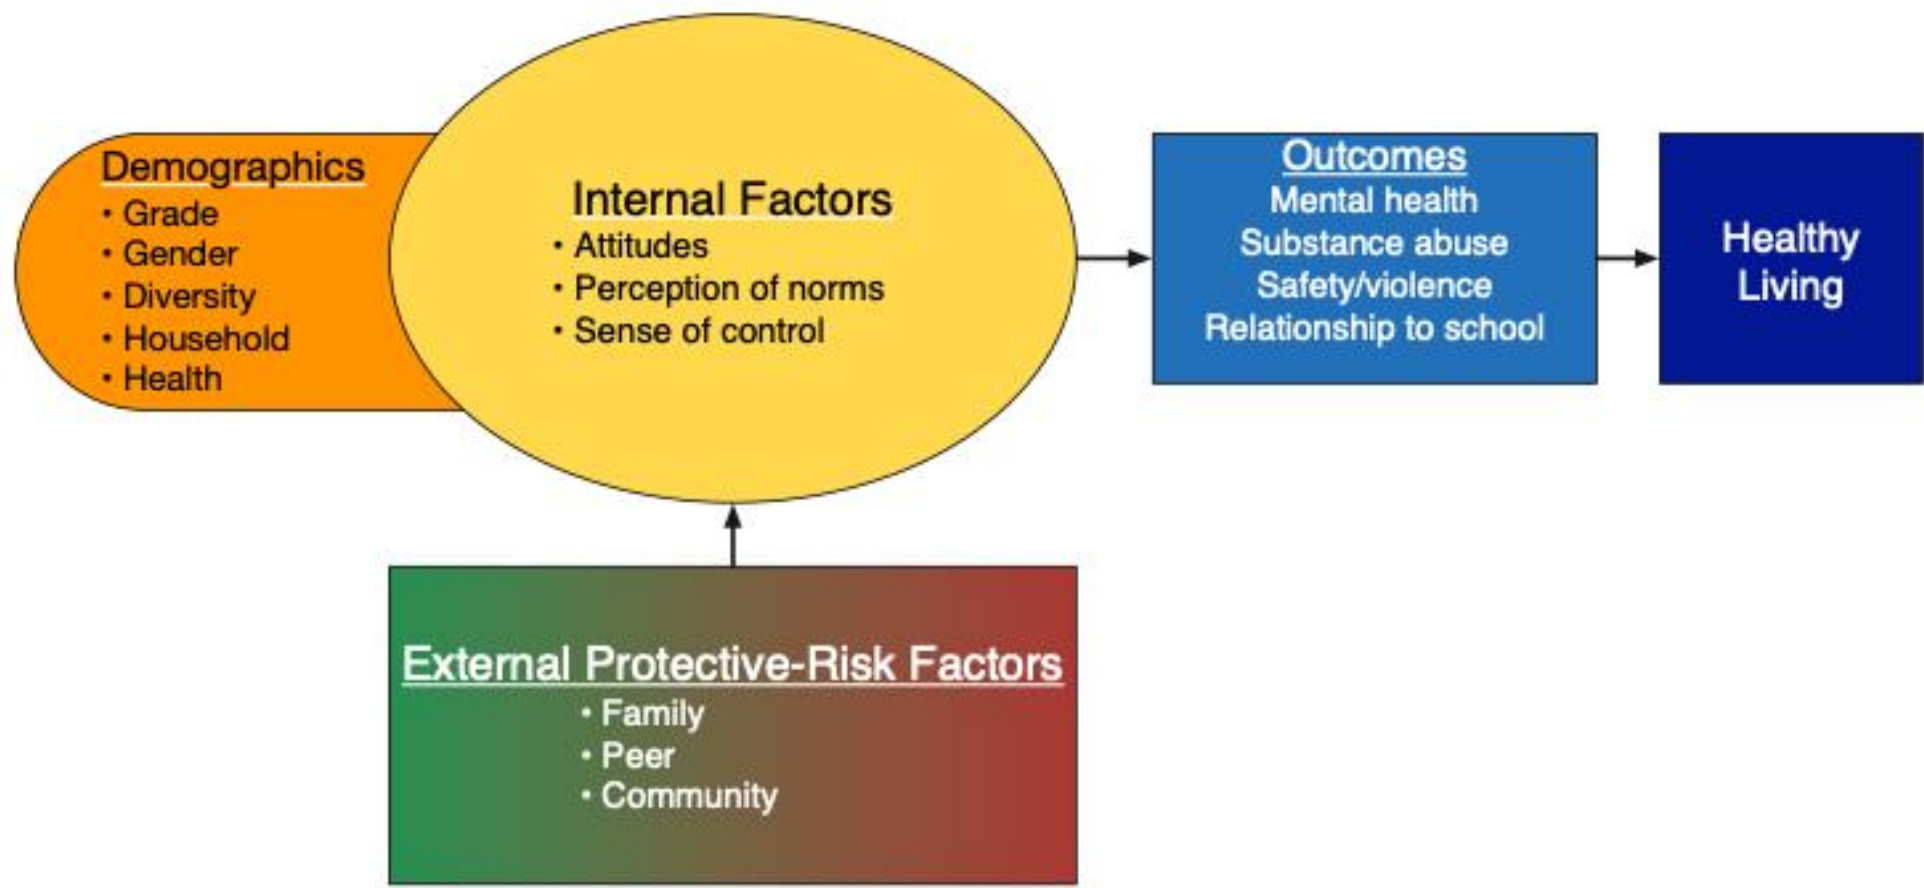 Demographics
• Grade
• Gender
• Diversity
• Household
• Health
Internal Factors
• Attitudes
• Perception of norms
• Sense of control
Outcomes
Mental health
Substance abuse
Safety/violence
Relationship to school
Healthy
Living
External Protective-Risk Factors
• Family
• Peer
• Community